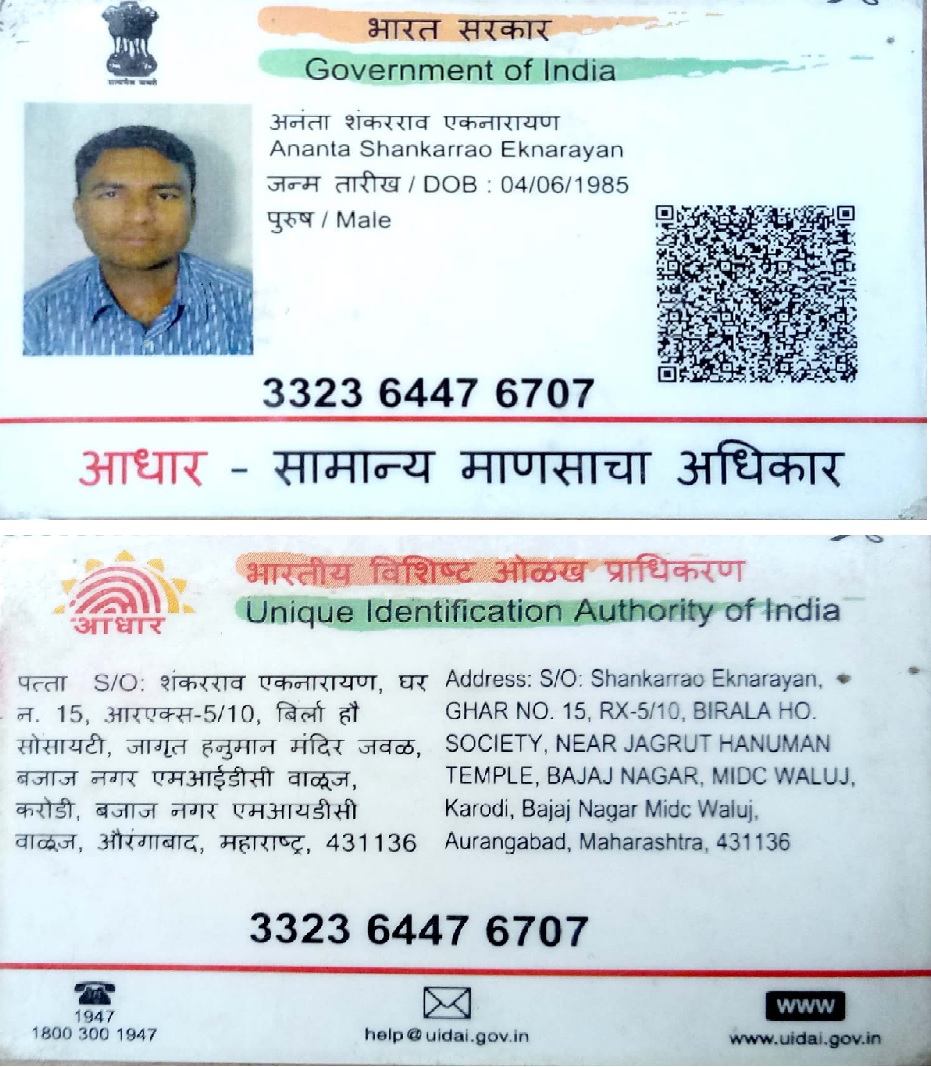 भारत सरकार
Government of India
अनंता शंकरराव एकनारायण
Ananta Shankarrao Eknarayan
जन्म तारीख / DOB : 04/06/1985
पुरुष / Male
3323 6447 6707
आधार - सामान्य माणसाचा अधिकार
भारतीय विशिष्ट ओळख प्राधिकरण
Unique Identification Authority of India
आधार
पत्ता S/O: शंकरराव एकनारायण, घर
न. 15, आरएक्स-5/10, बिर्ला हौ
सोसायटी, जागृत हनुमान मंदिर जवळ,
बजाज नगर एमआईडीसी वाळूज,
करोडी, बजाज नगर एमआयडीसी
वाळूज, औरंगाबाद, महाराष्ट्र, 431136
Address: S/O: Shankarrao Eknarayan,
GHAR NO. 15, RX-5/10, BIRALA HO.
SOCIETY, NEAR JAGRUT HANUMAN
TEMPLE, BAJAJ NAGAR, MIDC WALUJ,
Karodi, Bajaj Nagar Midc Waluj,
Aurangabad, Maharashtra, 431136
3323 6447 6707
1947
1800 300 1947
help@uidai.gov.in
www
www.uidai.gov.in